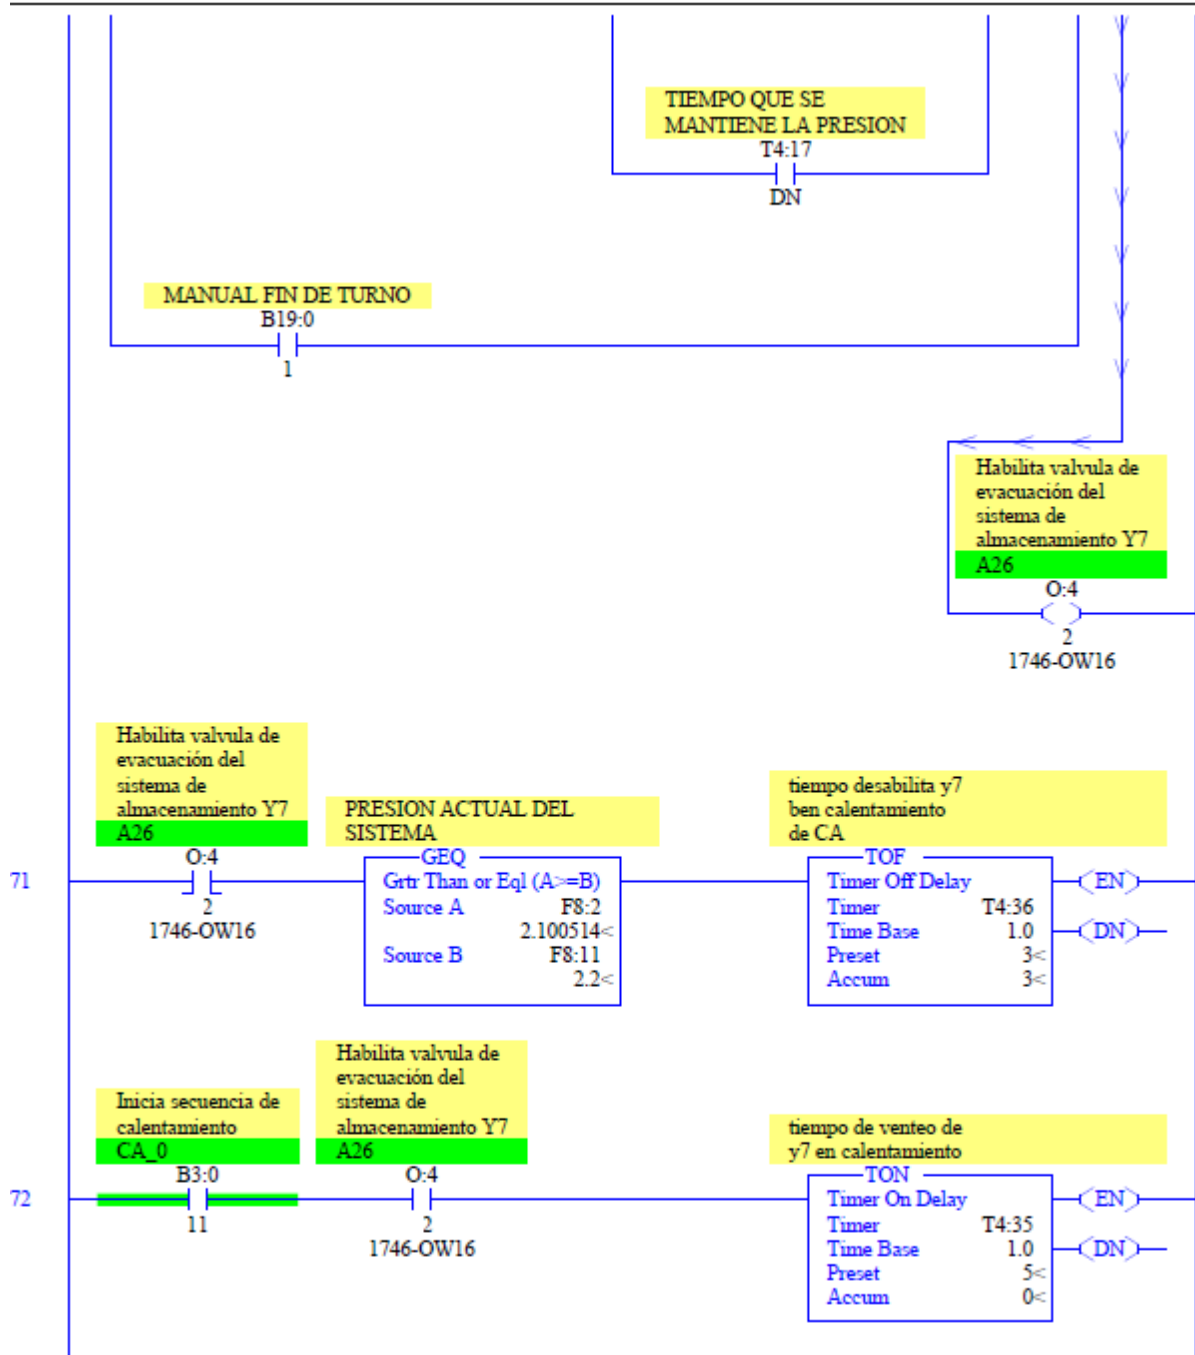 TIEMPO QUE SE
MANTIENE LA PRESION
T4:17
DN
MANUAL FIN DE TURNO
B19:0
1
Habilita valvula de
evacuación del
sistema de
almacenamiento Y7
A26
O:4
2
1746-OW16
71
Habilita valvula de
evacuación del
sistema de
almacenamiento Y7
A26
O:4
2
1746-OW16
PRESION ACTUAL DEL
SISTEMA
GEQ
Grtr Than or Eql (A>=B)
Source A F8:2
2.100514<
Source B F8:11
2.2<
tiempo desabilita y7
ben calentamiento
de CA
TOF
Timer Off Delay
Timer T4:36
Time Base 1.0
Preset 3<
Accum 3<
EN
DN
72
Inicia secuencia de
calentamiento
CA_0
B3:0
11
Habilita valvula de
evacuación del
sistema de
almacenamiento Y7
A26
O:4
2
1746-OW16
tiempo de venteo de
y7 en calentamiento
TON
Timer On Delay
Timer T4:35
Time Base 1.0
Preset 5<
Accum 0<
EN
DN